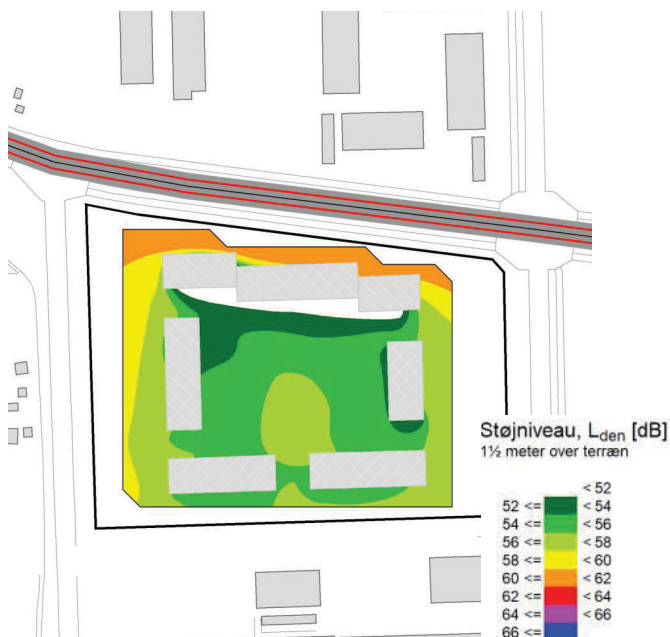 Støjniveau, Lden [dB]
1½ meter over terræn
< 52
52 <= < 54
54 <= < 56
56 <= < 58
58 <= < 60
60 <= < 62
62 <= < 64
64 <= < 66
66 <=